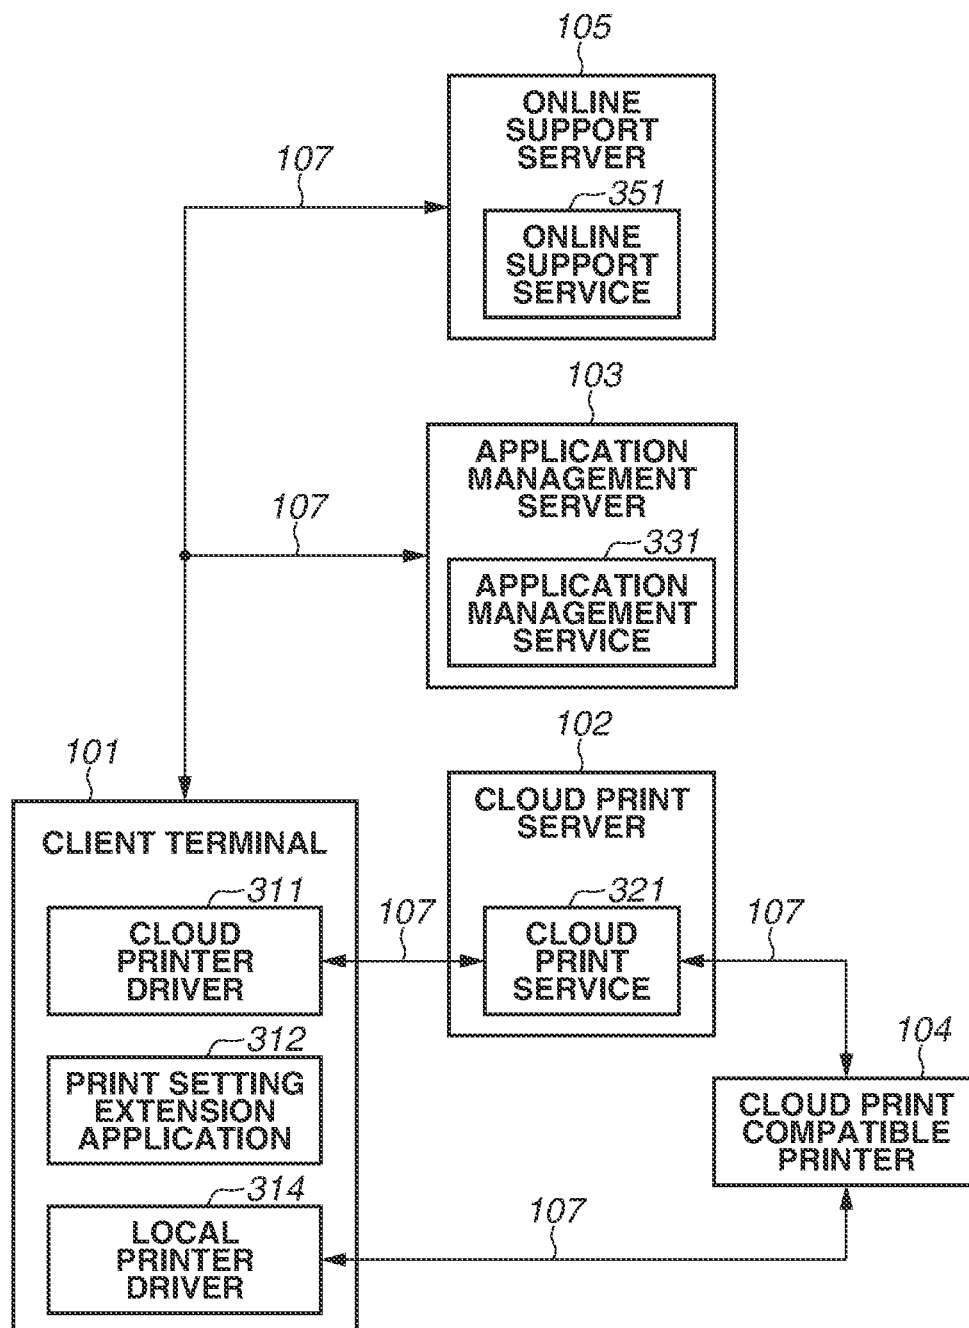 105
ONLINE
SUPPORT
SERVER
107
351
ONLINE
SUPPORT
SERVICE
103
APPLICATION
MANAGEMENT
SERVER
107
331
APPLICATION
MANAGEMENT
SERVICE
101
102
CLIENT TERMINAL
CLOUD PRINT
SERVER
311
CLOUD
PRINTER
DRIVER
107
321
CLOUD
PRINT
SERVICE
107
312
PRINT SETTING
EXTENSION
APPLICATION
104
CLOUD PRINT
COMPATIBLE
PRINTER
314
LOCAL
PRINTER
DRIVER
107